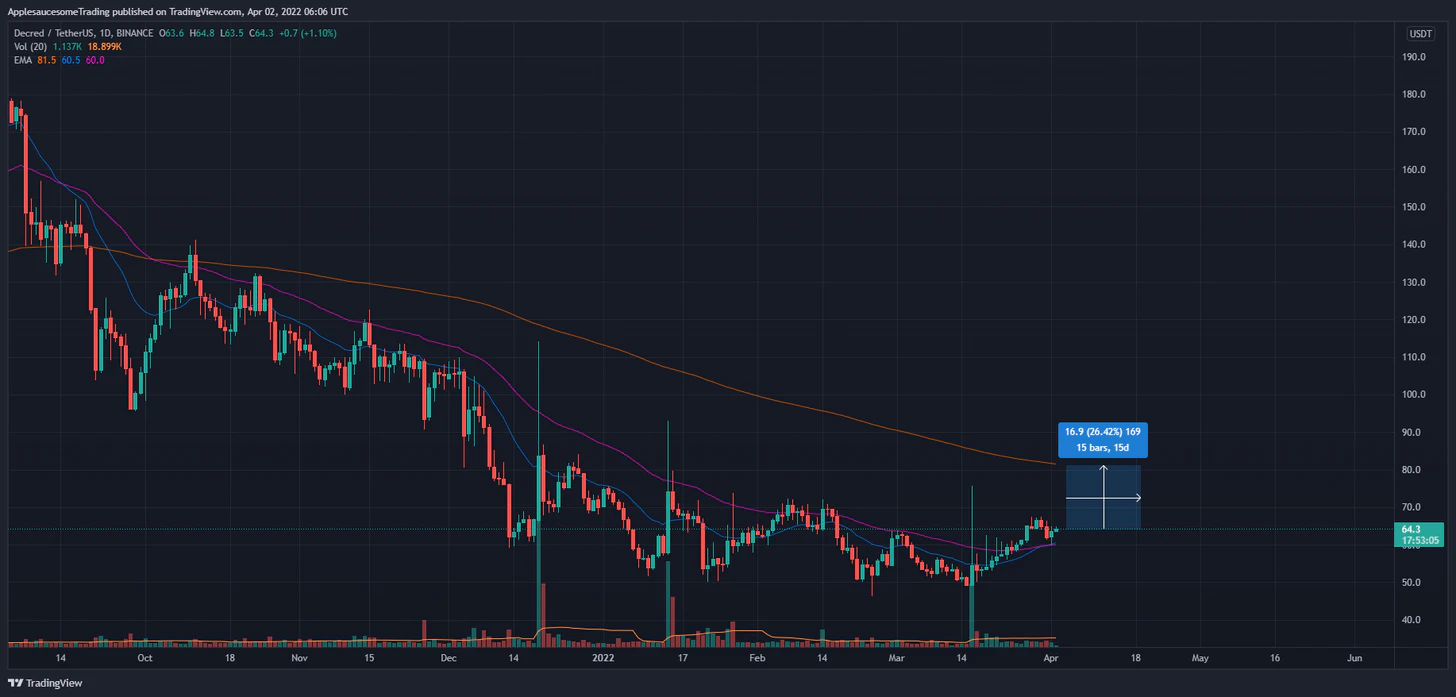 ApplesaucesomeTrading published on TradingView.com, Apr 02, 2022 06:06 UTC
Decred / TetherUS, 1D, BINANCE O63.6 H64.8 L63.5 C64.3 +0.7 (+1.10%)
Vol (20) 1.137K 18.899K
EMA 81.5 60.5 60.0
USDT
190.0
180.0
170.0
160.0
150.0
140.0
130.0
120.0
110.0
100.0
90.0
80.0
70.0
64.3
17:53:05
50.0
40.0
16.9 (26.42%) 169
15 bars, 15d
14 Oct 18 Nov 15 Dec 14 2022 17 Feb 14 Mar 14 Apr 18 May 16 Jun
TradingView